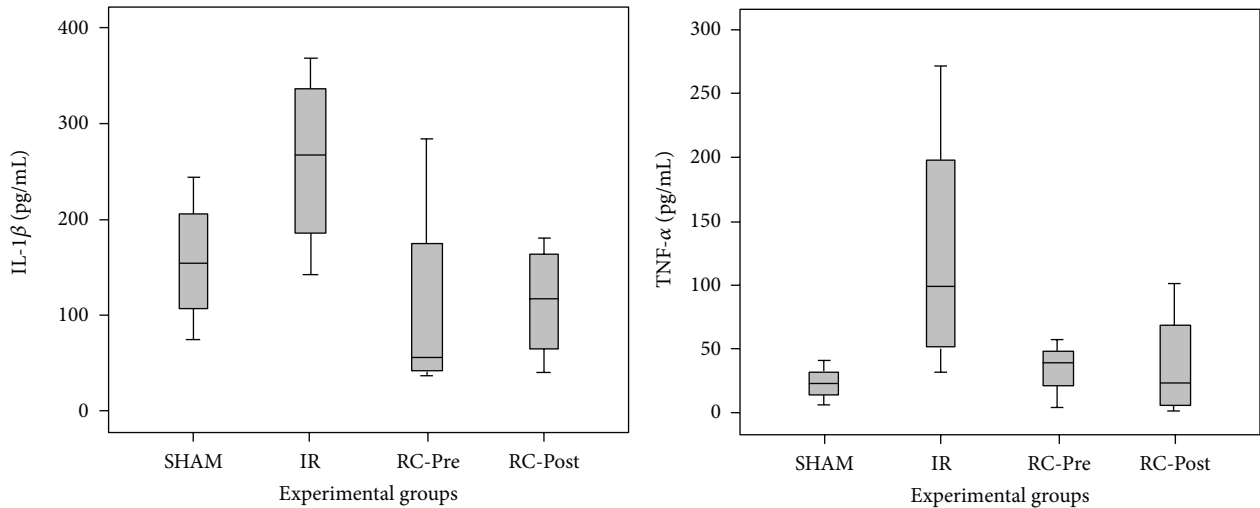 IL-1β (pg/mL)
400
300
200
100
0
SHAM IR RC-Pre RC-Post
Experimental groups
TNF-α (pg/mL)
300
250
200
150
100
50
0
SHAM IR RC-Pre RC-Post
Experimental groups